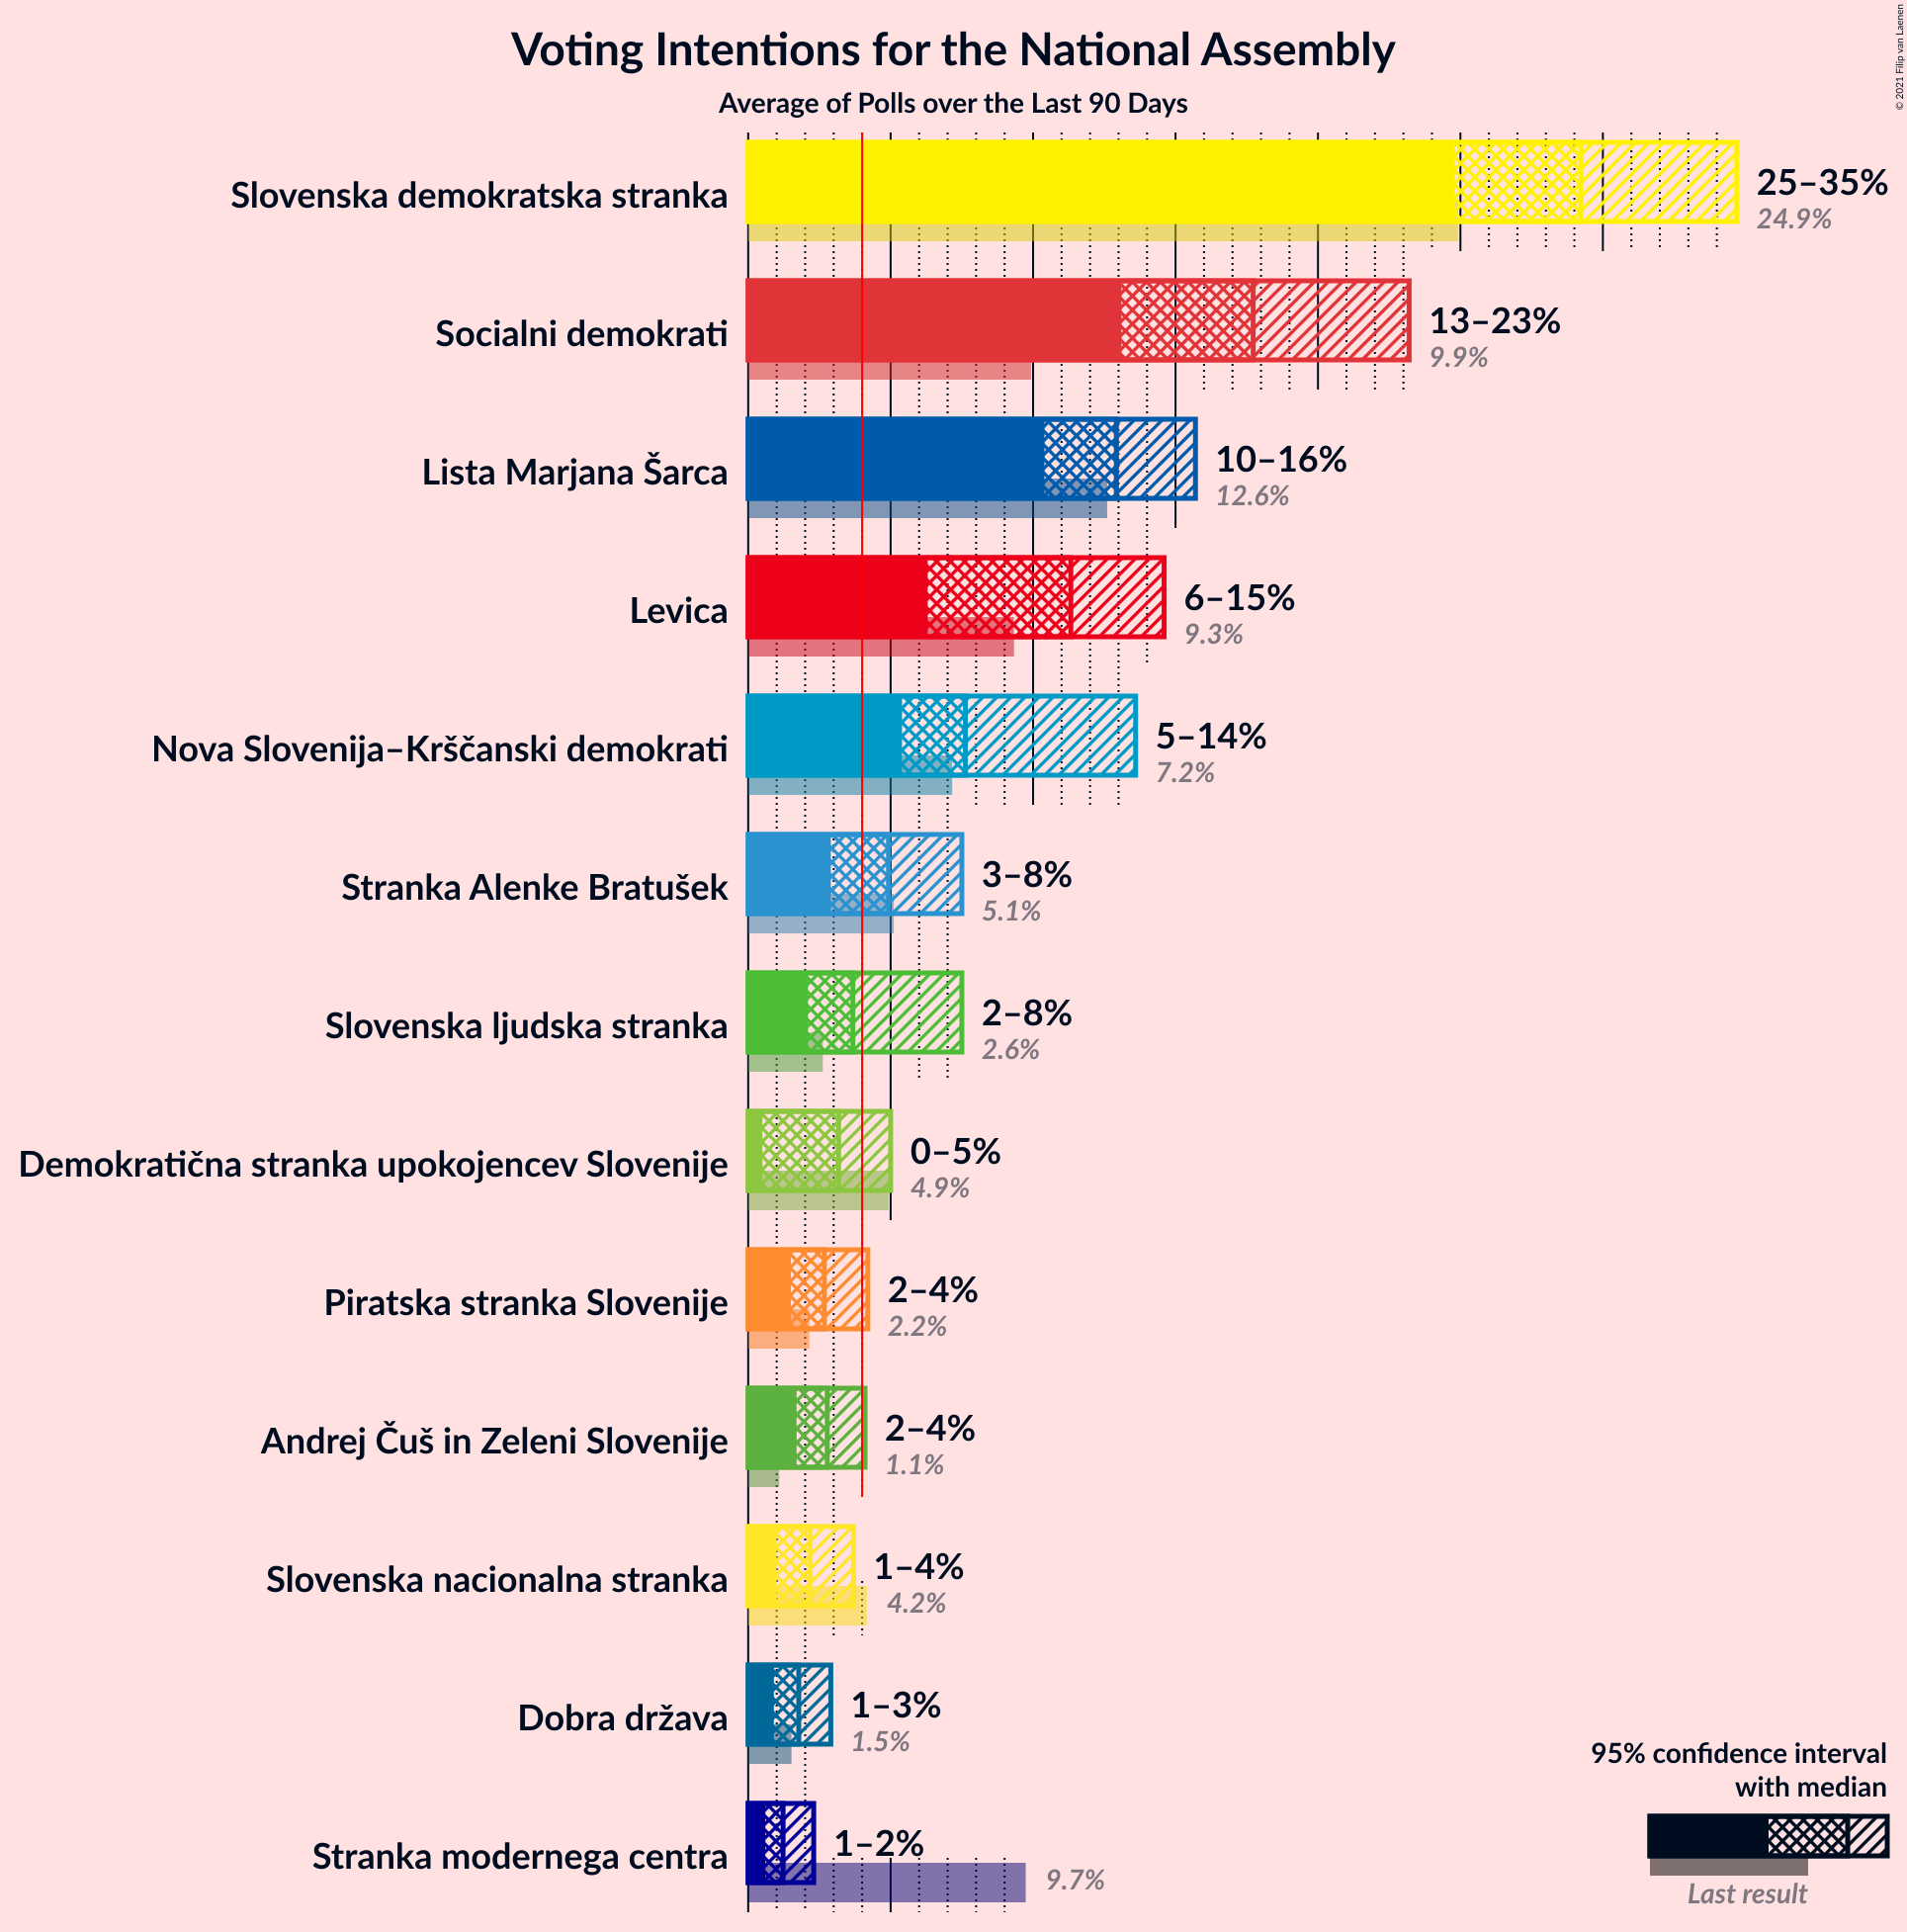 © 2021 Filip van Laenen
Voting Intentions for the National Assembly
Average of Polls over the Last 90 Days
Slovenska demokratska stranka
25–35%
24.9%
Socialni demokrati
13–23%
9.9%
Lista Marjana Šarca
10–16%
12.6%
Levica
6–15%
9.3%
Nova Slovenija–Krščanski demokrati
5–14%
7.2%
Stranka Alenke Bratušek
3–8%
5.1%
Slovenska ljudska stranka
2–8%
2.6%
Demokratična stranka upokojencev Slovenije
0–5%
4.9%
Piratska stranka Slovenije
2–4%
2.2%
Andrej Čuš in Zeleni Slovenije
2–4%
1.1%
Slovenska nacionalna stranka
1–4%
4.2%
Dobra država
1–3%
1.5%
Stranka modernega centra
1–2%
9.7%
95% confidence interval
with median
Last result